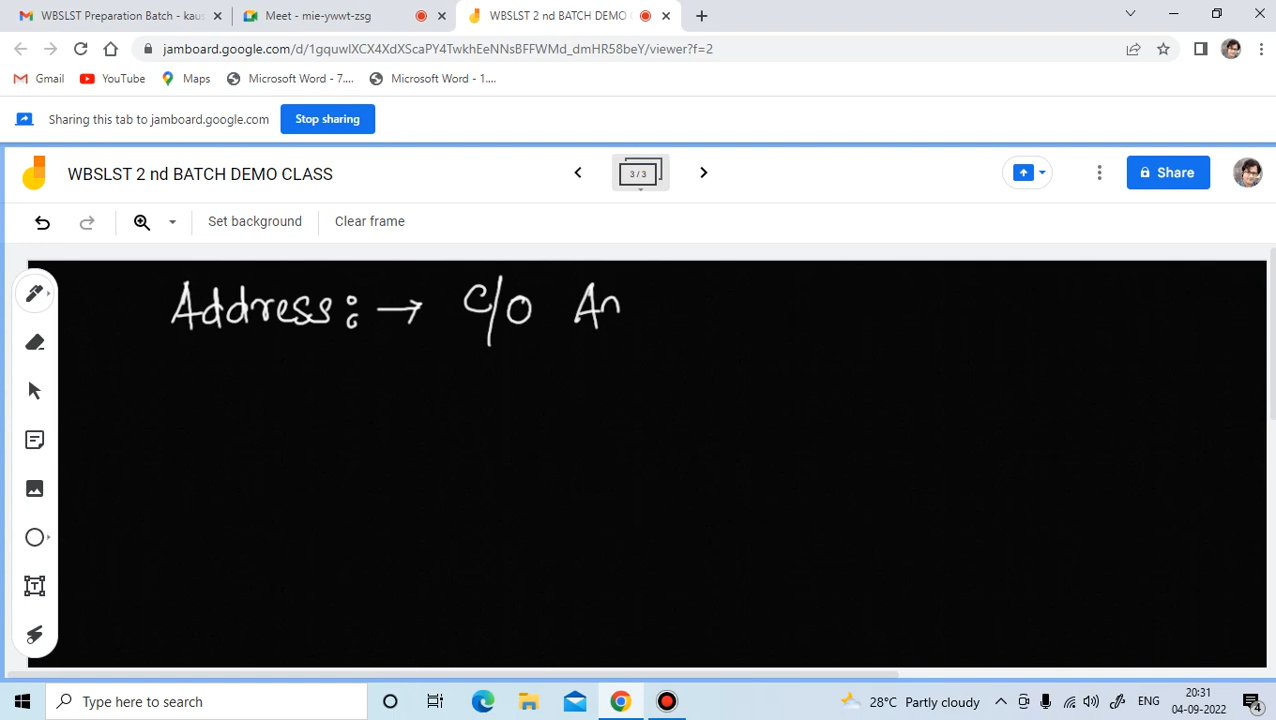 WBSLST Preparation Batch - kaus
Meet - mie-ywwt-zsg
WBSLST 2 nd BATCH DEMO C
jamboard.google.com/d/1gquwlXCX4XdXScaPY4TwkhEeNNsBFFWMd_dmHR58beY/viewer?f=2
Gmail YouTube Maps Microsoft Word - 7.... Microsoft Word - 1....
Sharing this tab to jamboard.google.com Stop sharing
WBSLST 2 nd BATCH DEMO CLASS
3 / 3
Share
Set background Clear frame
Address: → C/O An
Type here to search
28°C Partly cloudy
ENG
20:31
04-09-2022
4